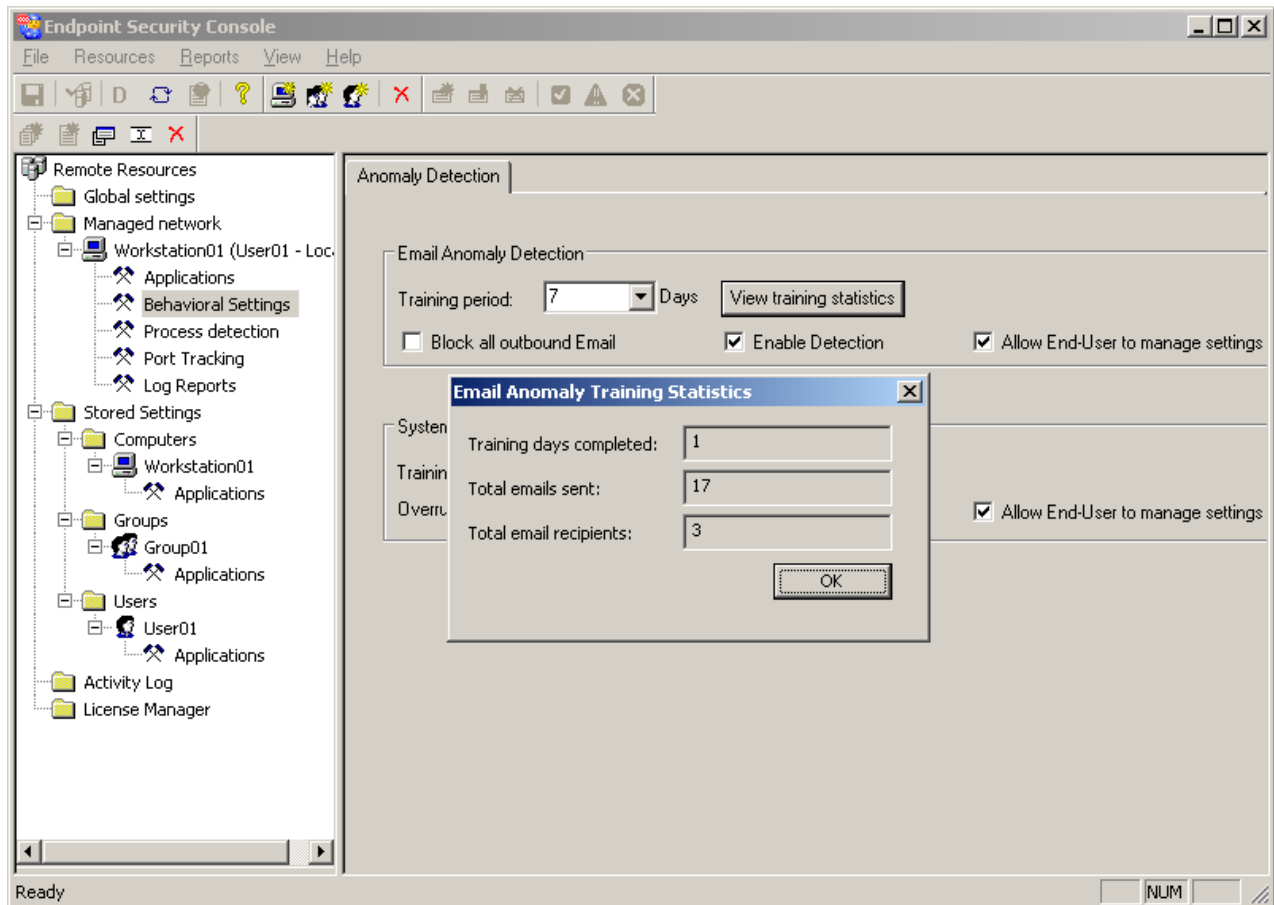 Endpoint Security Console
File Resources Reports View Help
D
Remote Resources
Global settings
Managed network
Workstation01 (User01 - Loc
Applications
Behavioral Settings
Process detection
Port Tracking
Log Reports
Stored Settings
Computers
Workstation01
Applications
Groups
Group01
Applications
Users
User01
Applications
Activity Log
License Manager
Anomaly Detection
Email Anomaly Detection
Training period: 7 Days View training statistics
Block all outbound Email Enable Detection Allow End-User to manage settings
Email Anomaly Training Statistics
Training days completed: 1
Total emails sent: 17
Total email recipients: 3
OK
Allow End-User to manage settings
Ready
NUM